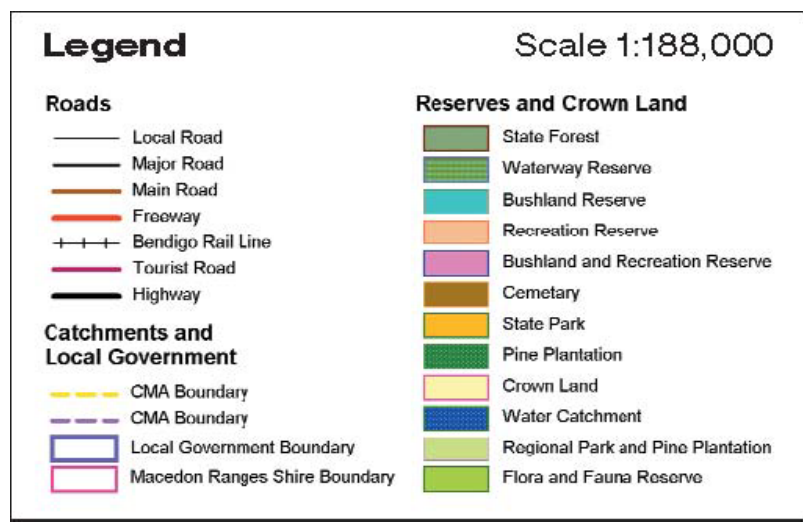 Legend
Scale 1:188,000
Roads
Local Road
Major Road
Main Road
Freeway
Bendigo Rail Line
Tourist Road
Highway
Catchments and
Local Government
CMA Boundary
CMA Boundary
Local Government Boundary
Macedon Ranges Shire Boundary
Reserves and Crown Land
State Forest
Waterway Reserve
Bushland Reserve
Recreation Reserve
Bushland and Recreation Reserve
Cemetary
State Park
Pine Plantation
Crown Land
Water Catchment
Regional Park and Pine Plantation
Flora and Fauna Reserve